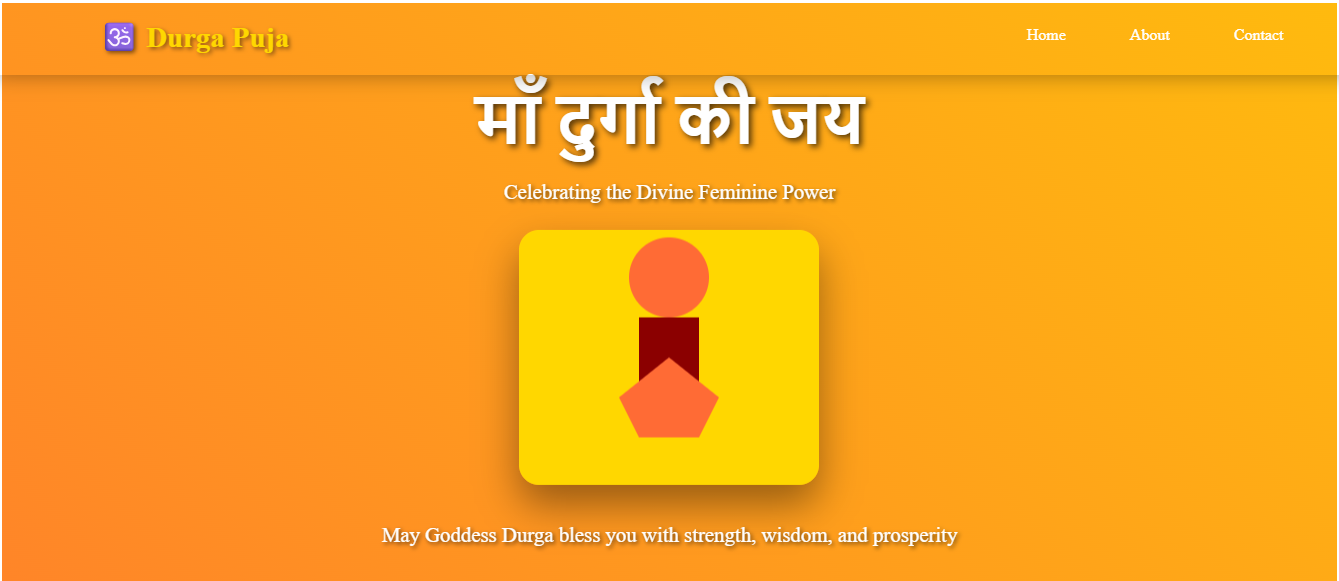 🕉️ Durga Puja
Home About Contact
माँ दुर्गा की जय
Celebrating the Divine Feminine Power
May Goddess Durga bless you with strength, wisdom, and prosperity